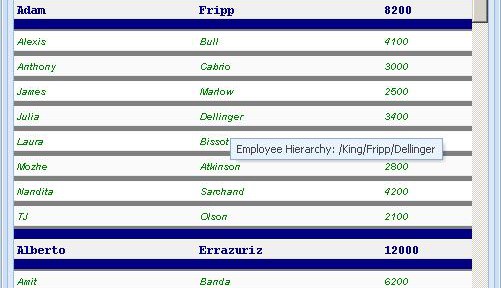 Adam Fripp 8200
Alexis Bull 4100
Anthony Cabrio 3000
James Marlow 2500
Julia Dellinger 3400
Laura Bissot
Employee Hierarchy: /King/Fripp/Dellinger
Mozhe Atkinson 2800
Nandita Sarchand 4200
TJ Olson 2100
Alberto Errazuriz 12000
Amit Banda 6200